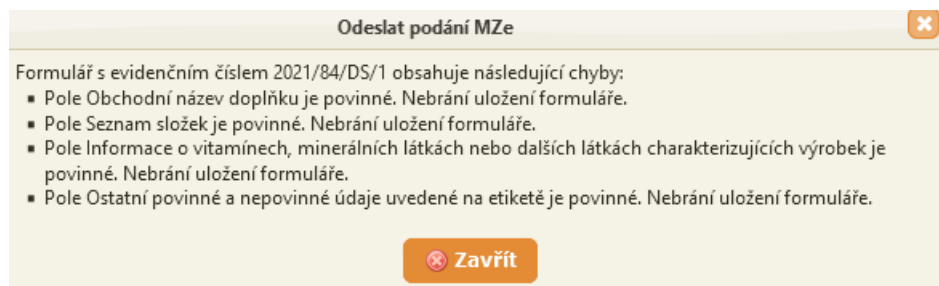 Odeslat podání MZe
Formulář s evidenčním číslem 2021/84/DS/1 obsahuje následující chyby:
▪ Pole Obchodní název doplňku je povinné. Nebrání uložení formuláře.
▪ Pole Seznam složek je povinné. Nebrání uložení formuláře.
▪ Pole Informace o vitamínech, minerálních látkách nebo dalších látkách charakterizujících výrobek je
povinné. Nebrání uložení formuláře.
▪ Pole Ostatní povinné a nepovinné údaje uvedené na etiketě je povinné. Nebrání uložení formuláře.
Zavřít